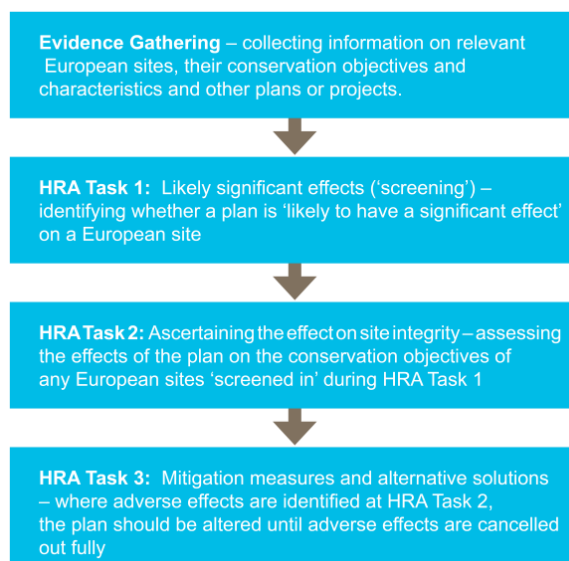 Evidence Gathering – collecting information on relevant
European sites, their conservation objectives and
characteristics and other plans or projects.
HRA Task 1: Likely significant effects (‘screening’) –
identifying whether a plan is ‘likely to have a significant effect’
on a European site
HRA Task 2: Ascertaining the effect on site integrity – assessing
the effects of the plan on the conservation objectives of
any European sites ‘screened in’ during HRA Task 1
HRA Task 3: Mitigation measures and alternative solutions
– where adverse effects are identified at HRA Task 2,
the plan should be altered until adverse effects are cancelled
out fully